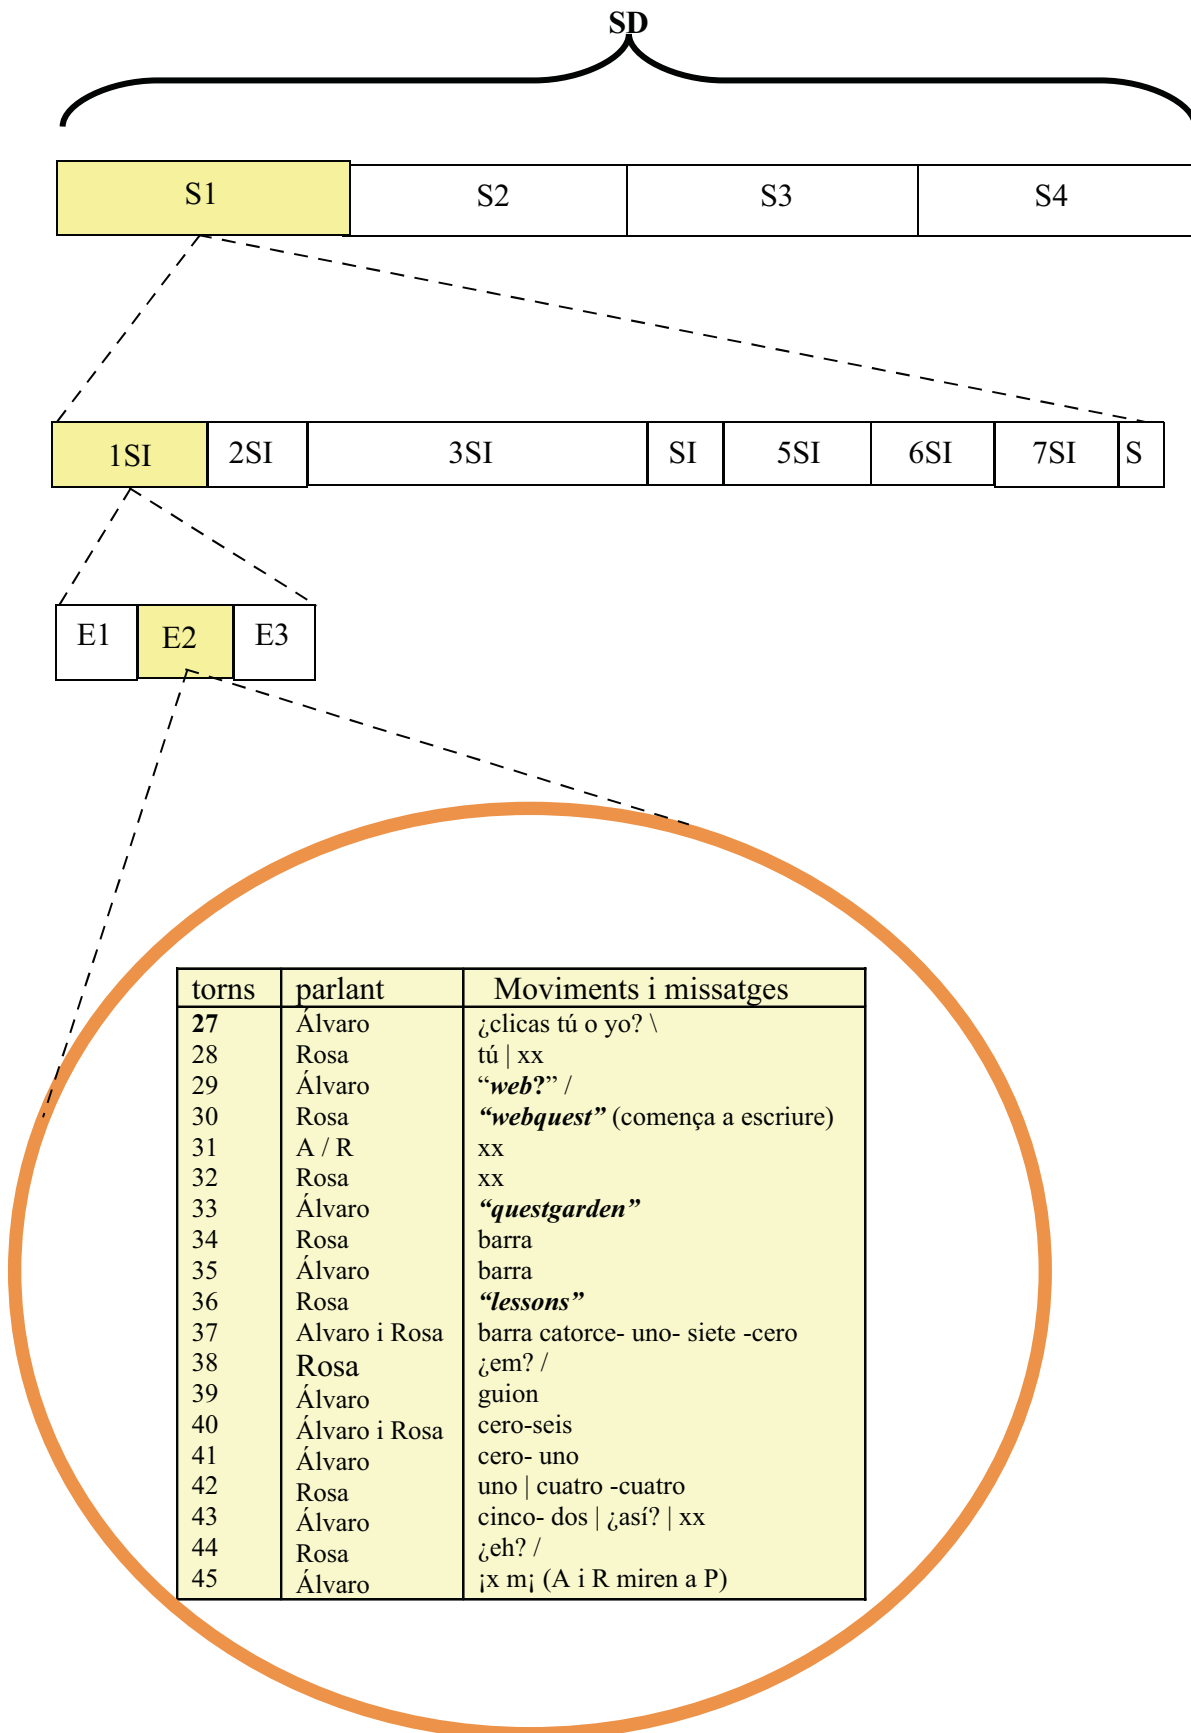 SD
S1 S2 S3 S4
1SI 2SI 3SI SI 5SI 6SI 7SI S
E1 E2 E3
torns parlant Moviments i missatges
27 Álvaro ¿clicas tú o yo? \
28 Rosa tú | xx
29 Álvaro “web?” /
30 Rosa “webquest” (comença a escriure)
31 A / R xx
32 Rosa xx
33 Álvaro “questgarden”
34 Rosa barra
35 Álvaro barra
36 Rosa “lessons”
37 Alvaro i Rosa barra catorce- uno- siete -cero
38 Rosa ¿em? /
39 Álvaro guion
40 Álvaro i Rosa cero-seis
41 Álvaro cero- uno
42 Rosa uno | cuatro -cuatro
43 Álvaro cinco- dos | ¿así? | xx
44 Rosa ¿eh? /
45 Álvaro ¡x m¡ (A i R miren a P)